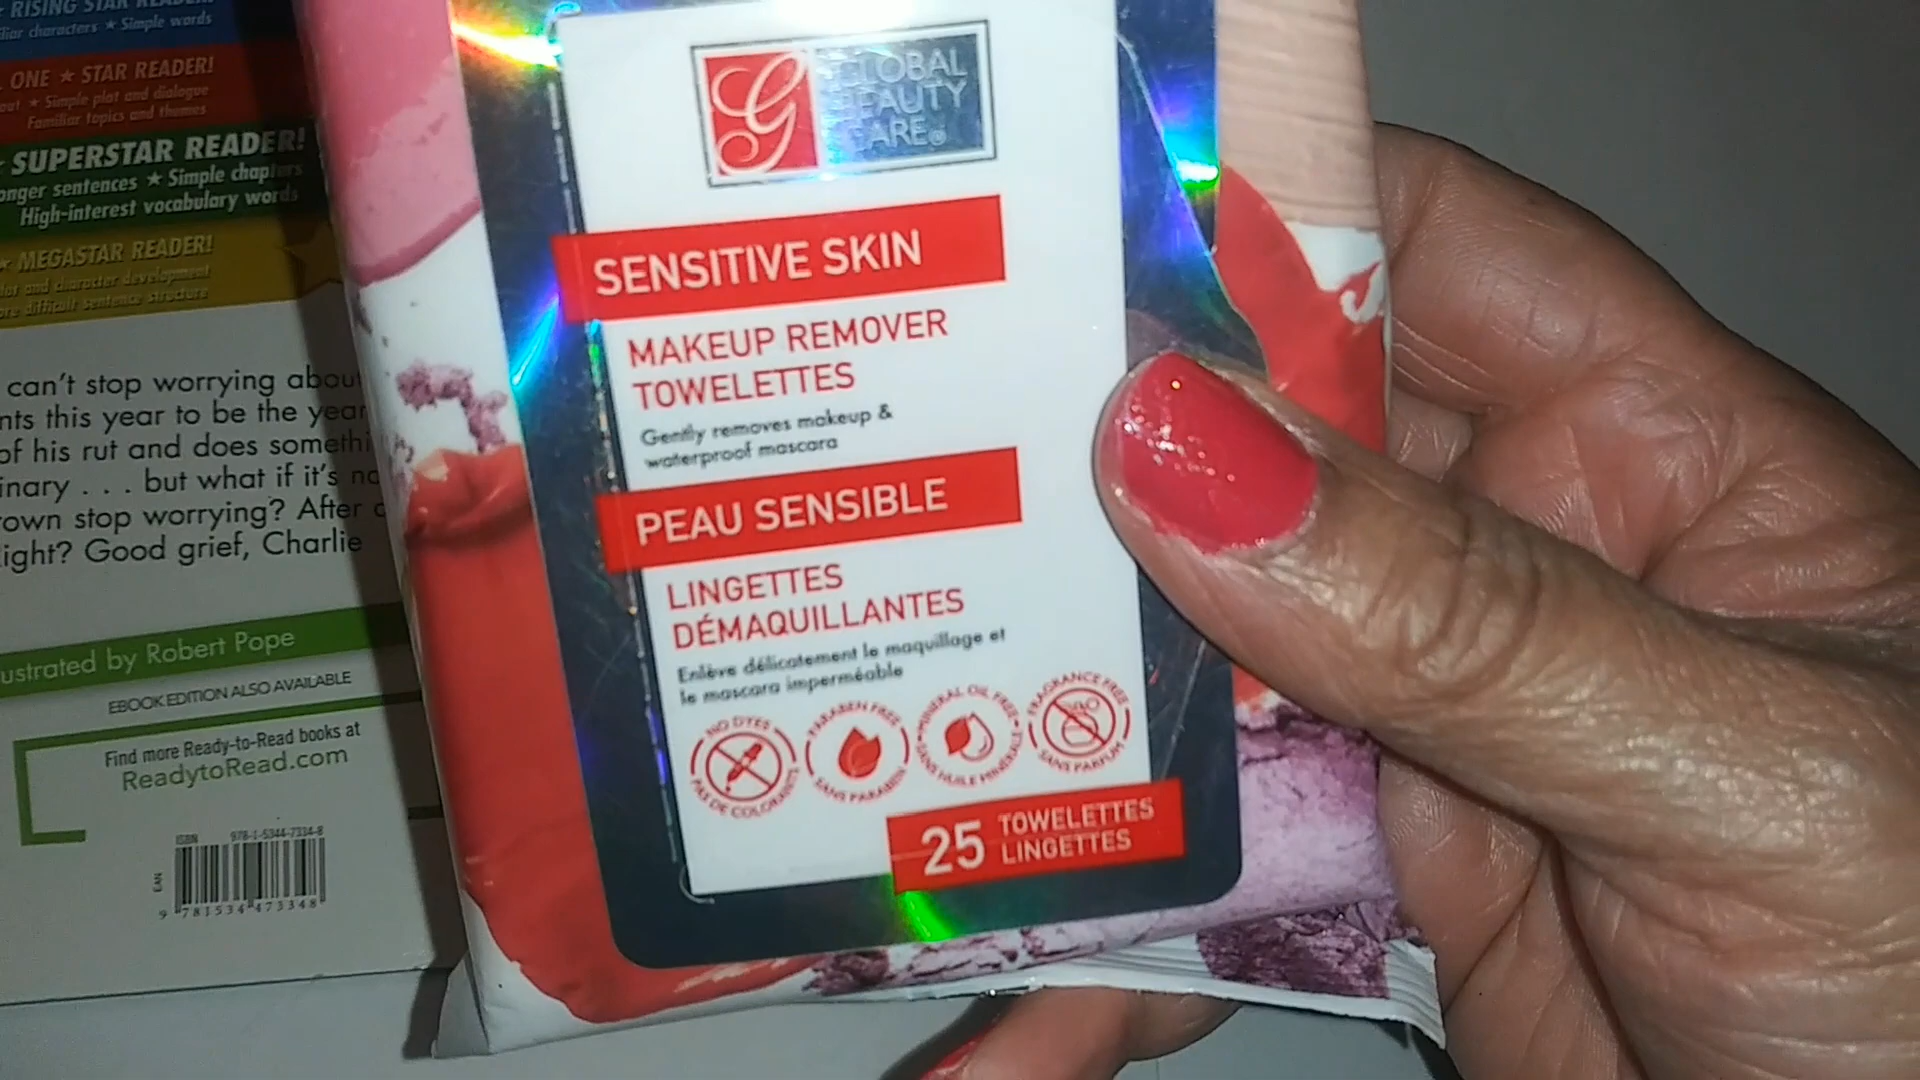 RISING STAR READER!
characters ★ Simple words
ONE ★ STAR READER!
★ Simple plot and dialogue
Familiar topics and themes
★ SUPERSTAR READER!
onger sentences ★ Simple chapters
High-interest vocabulary words
★ MEGASTAR READER!
and character development
difficult sentence structure
can't stop worrying about
nts this year to be the year
of his rut and does somethi
inary . . . but what if it's no
own stop worrying? After
ight? Good grief, Charlie
ustrated by Robert Pope
EBOOK EDITION ALSO AVAILABLE
Find more Ready-to-Read books at
ReadytoRead.com
ISBN 978-1-5344-7334-8
EAN
9 781534 473348
G
GLOBAL
BEAUTY
CARE®
SENSITIVE SKIN
MAKEUP REMOVER
TOWELETTES
Gently removes makeup &
waterproof mascara
PEAU SENSIBLE
LINGETTES
DÉMAQUILLANTES
Enlève délicatement le maquillage et
le mascara imperméable
NO DYES
PAS DE COLORANTS
PARABEN FREE
SANS PARABEN
MINERAL OIL FREE
SANS HUILE MINERALE
FRAGRANCE FREE
SANS PARFUM
25 TOWELETTES
LINGETTES